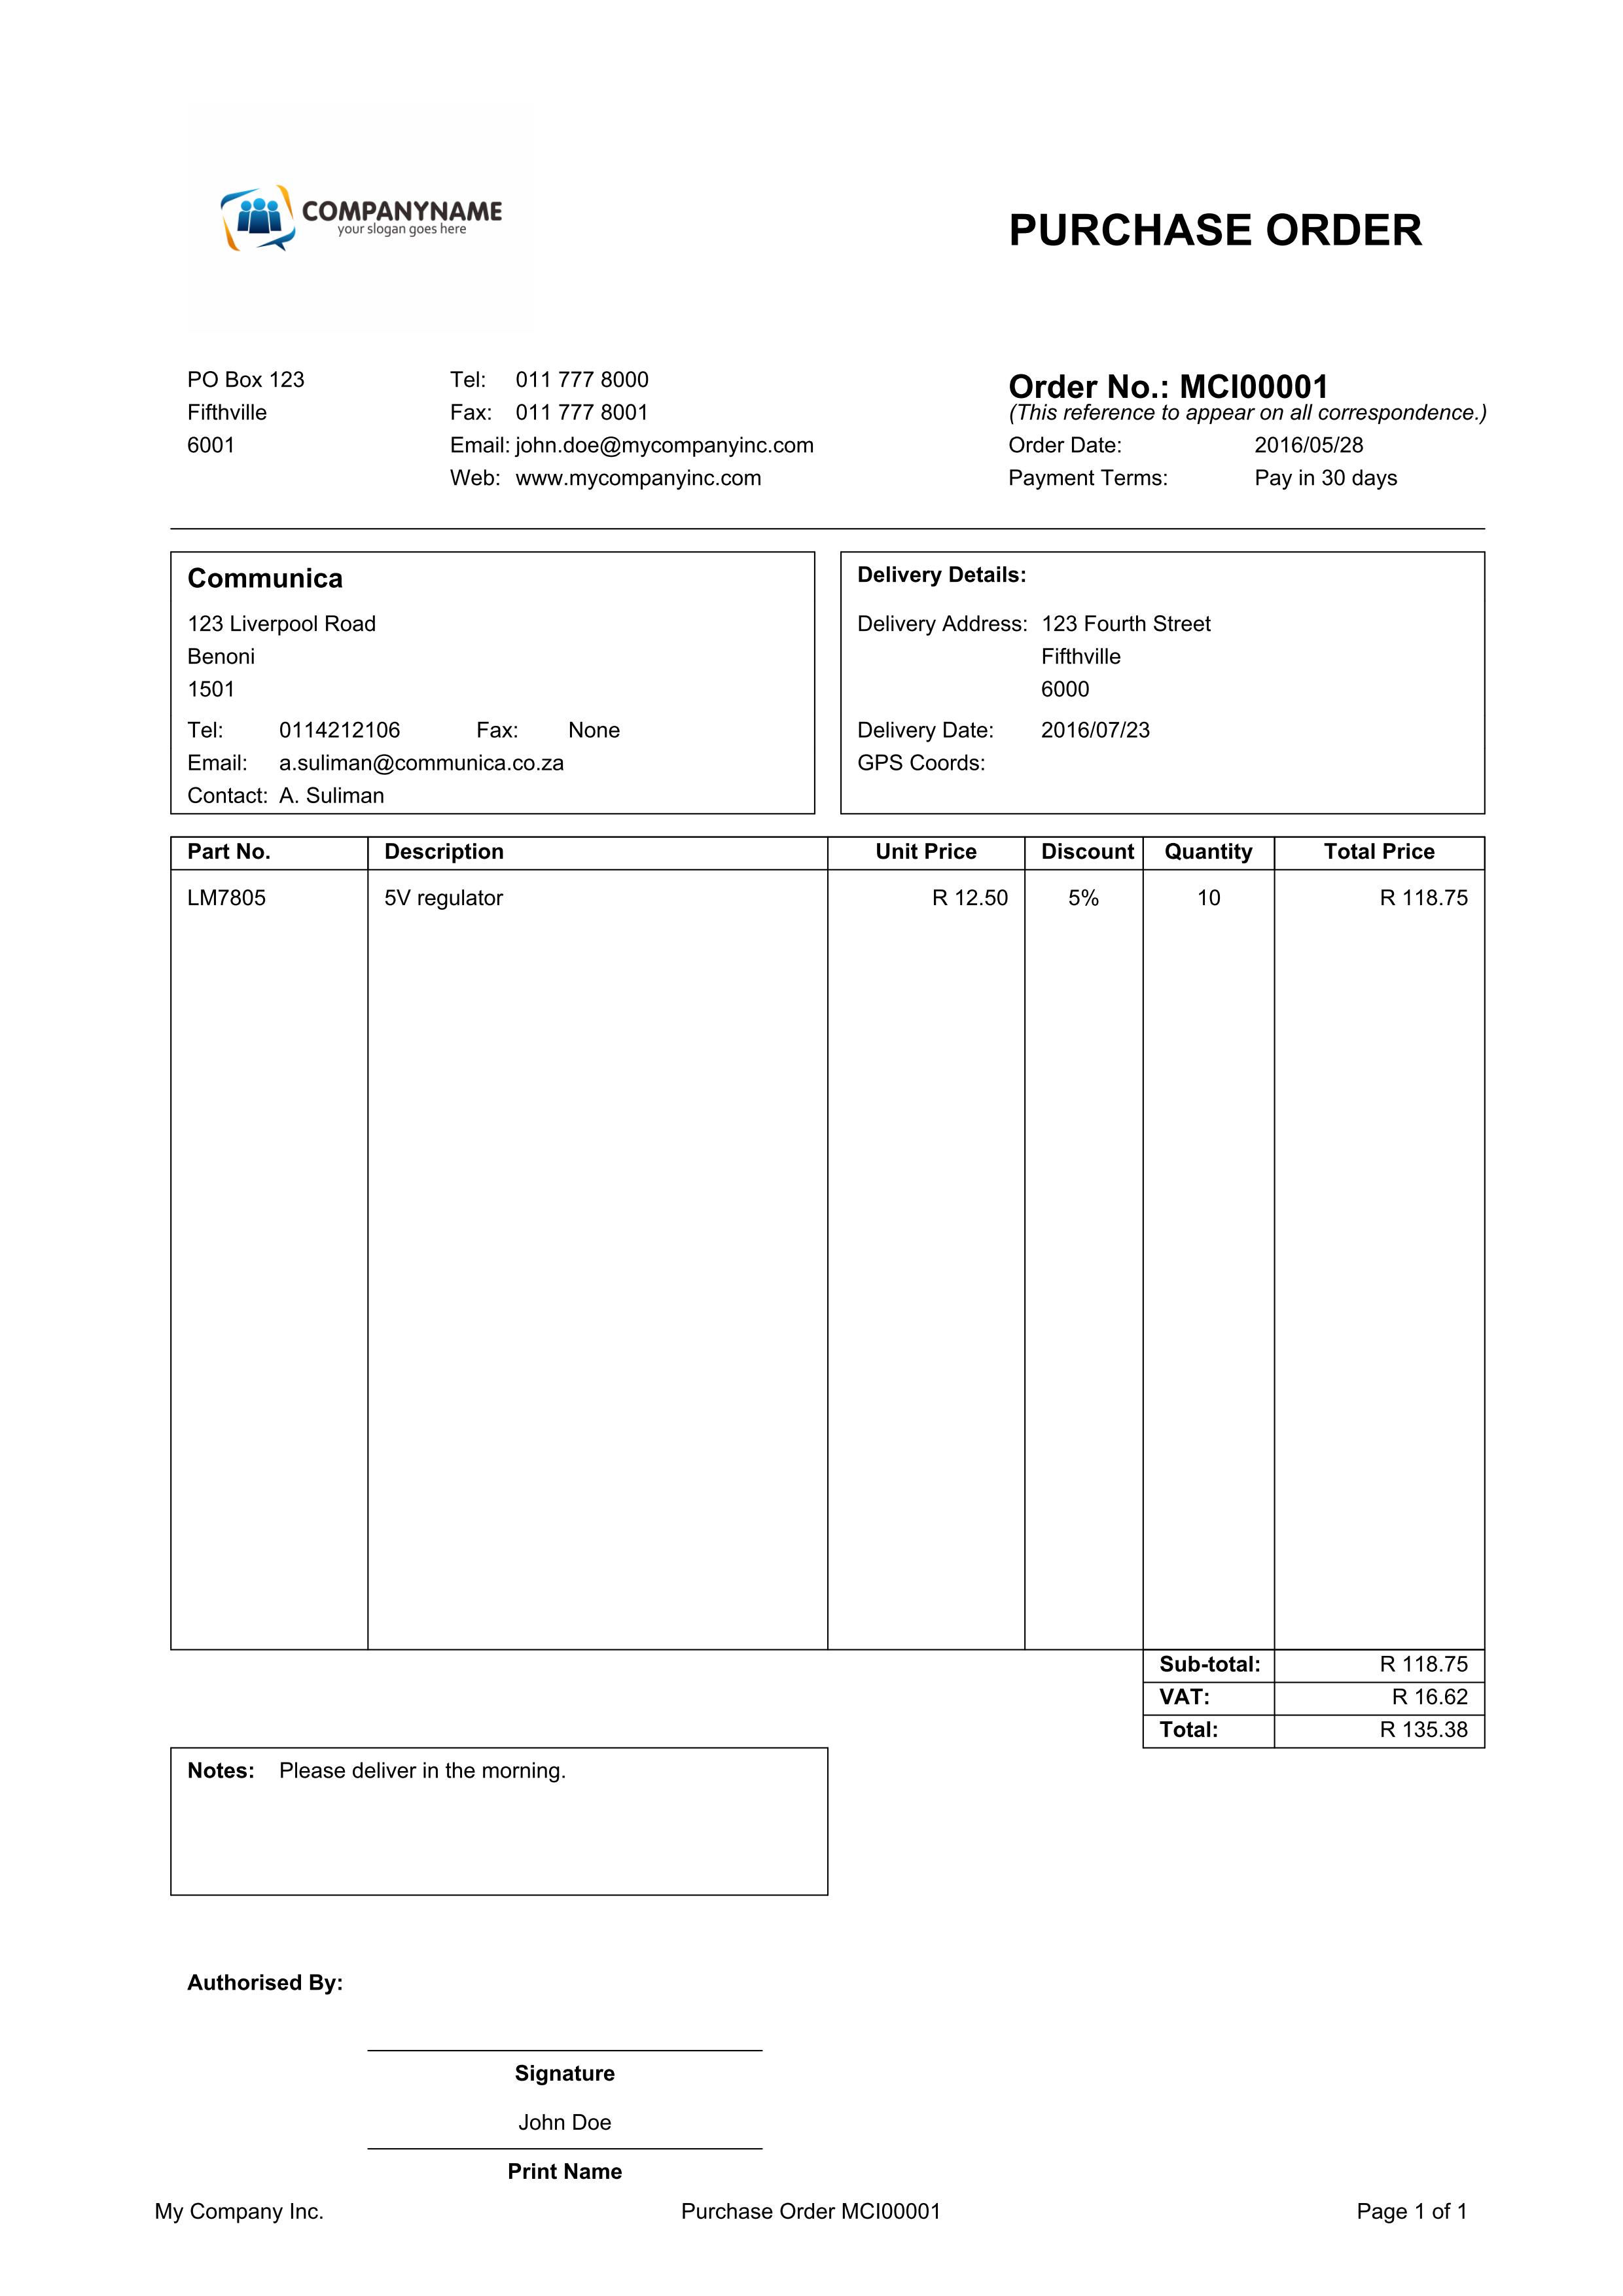 COMPANYNAME
your slogan goes here
PURCHASE ORDER
PO Box 123
Fifthville
6001
Tel: 011 777 8000
Fax: 011 777 8001
Email: john.doe@mycompanyinc.com
Web: www.mycompanyinc.com
Order No.: MCI00001
(This reference to appear on all correspondence.)
Order Date: 2016/05/28
Payment Terms: Pay in 30 days
Communica
123 Liverpool Road
Benoni
1501
Tel: 0114212106 Fax: None
Email: a.suliman@communica.co.za
Contact: A. Suliman
Delivery Details:
Delivery Address: 123 Fourth Street
Fifthville
6000
Delivery Date: 2016/07/23
GPS Coords:
Part No. Description Unit Price Discount Quantity Total Price
LM7805 5V regulator R 12.50 5% 10 R 118.75
Sub-total: R 118.75
VAT: R 16.62
Total: R 135.38
Notes: Please deliver in the morning.
Authorised By:
Signature
John Doe
Print Name
My Company Inc. Purchase Order MCI00001 Page 1 of 1